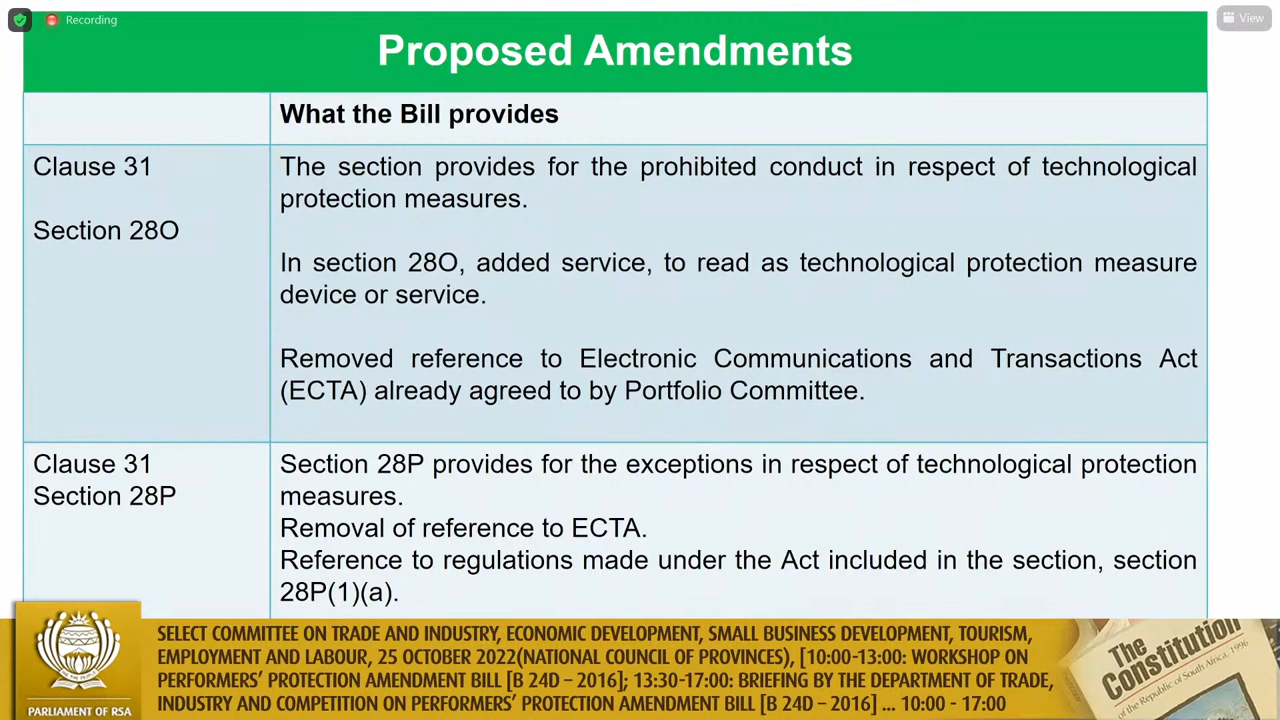 Recording
View
Proposed Amendments
What the Bill provides
Clause 31
Section 28O
The section provides for the prohibited conduct in respect of technological
protection measures.
In section 28O, added service, to read as technological protection measure
device or service.
Removed reference to Electronic Communications and Transactions Act
(ECTA) already agreed to by Portfolio Committee.
Clause 31
Section 28P
Section 28P provides for the exceptions in respect of technological protection
measures.
Removal of reference to ECTA.
Reference to regulations made under the Act included in the section, section
28P(1)(a).
SELECT COMMITTEE ON TRADE AND INDUSTRY, ECONOMIC DEVELOPMENT, SMALL BUSINESS DEVELOPMENT, TOURISM,
EMPLOYMENT AND LABOUR, 25 OCTOBER 2022(NATIONAL COUNCIL OF PROVINCES), [10:00-13:00: WORKSHOP ON
PERFORMERS' PROTECTION AMENDMENT BILL [B 24D – 2016]; 13:30-17:00: BRIEFING BY THE DEPARTMENT OF TRADE,
INDUSTRY AND COMPETITION ON PERFORMERS' PROTECTION AMENDMENT BILL [B 24D – 2016] ... 10:00 - 17:00
PARLIAMENT OF RSA
The
Constitution
of the Republic of South Africa, 1996